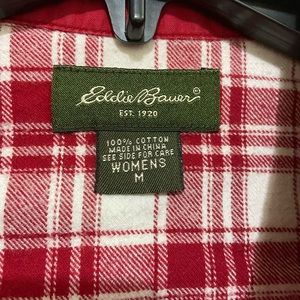 Eddie Bauer®
EST. 1920
100% COTTON
MADE IN CHINA
SEE SIDE FOR CARE
WOMENS
M